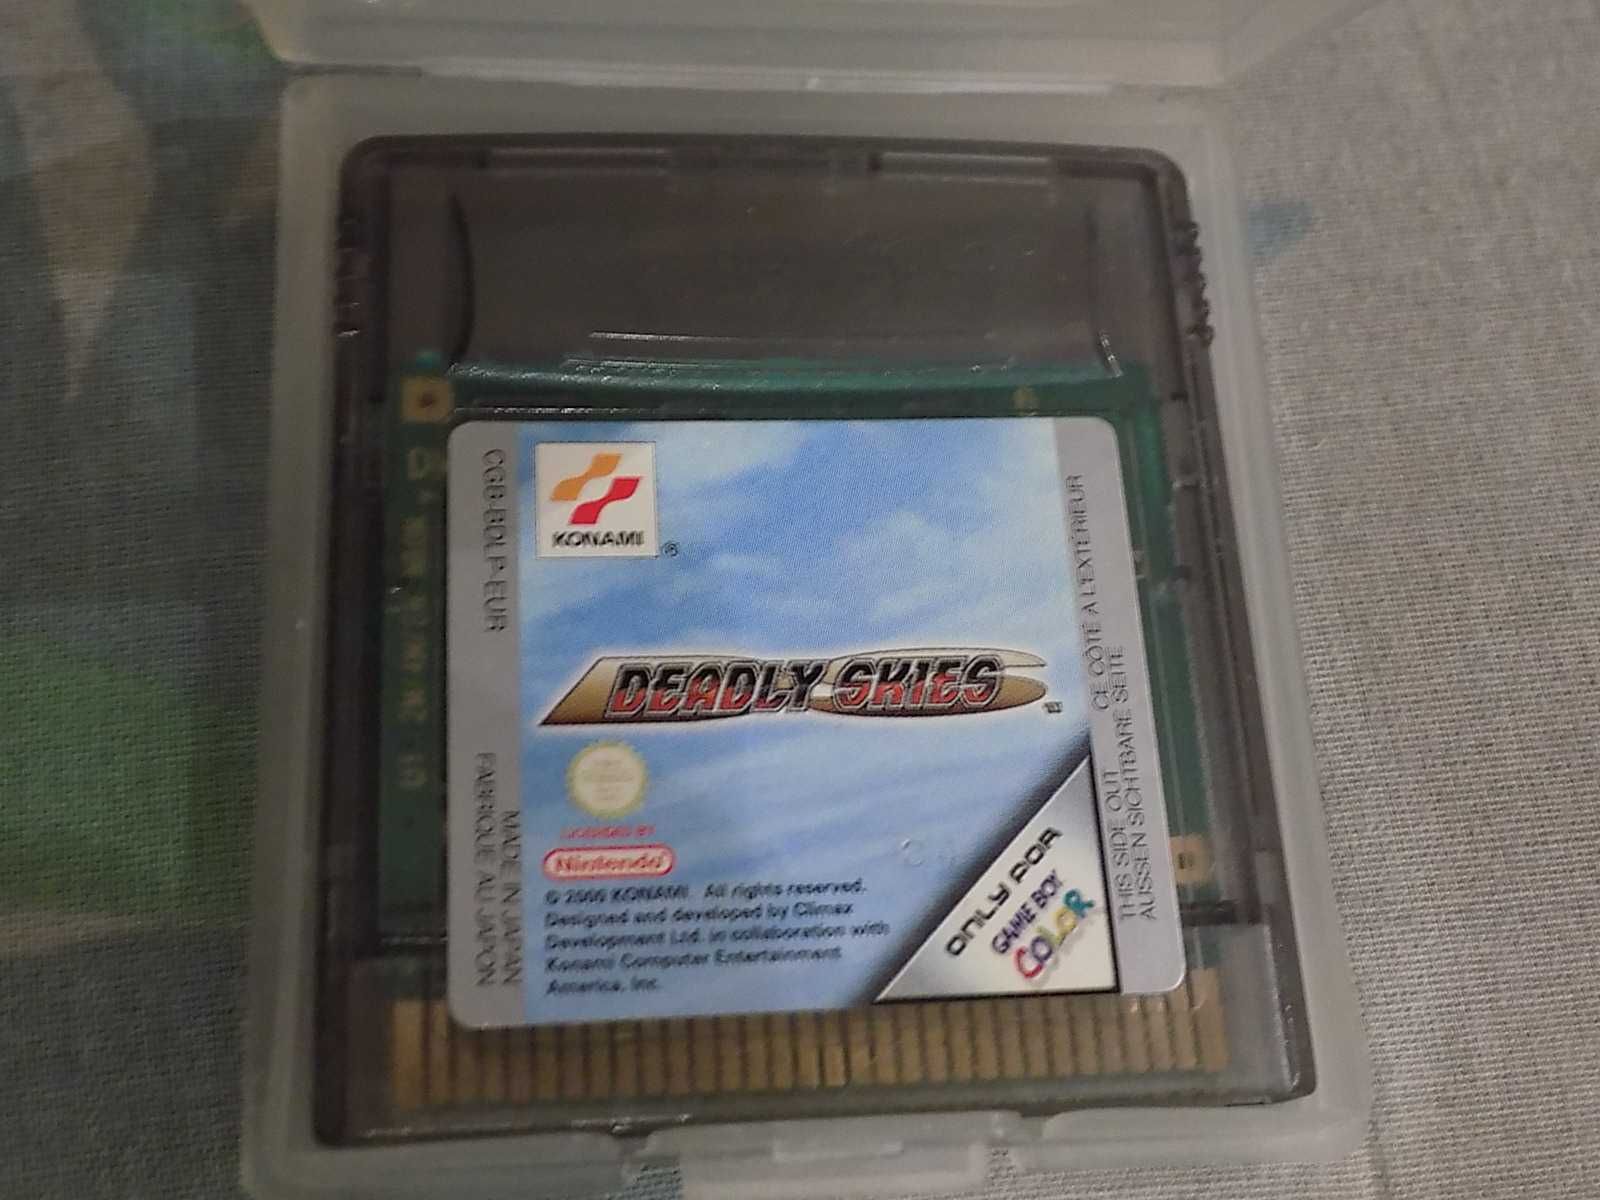 KONAMI ®
DEADLY SKIES ™
LICENSED BY
Nintendo
© 2000 KONAMI. All rights reserved.
Designed and developed by Climax
Development Ltd. in collaboration with
Konami Computer Entertainment
America, Inc.
ONLY FOR
GAME BOY
COLOR
CGB-BDLP-EUR
MADE IN JAPAN
FABRIQUÉ AU JAPON
CE CÔTÉ A L'EXTÉRIEUR
THIS SIDE OUT
AUSSEN SICHTBARE SEITE